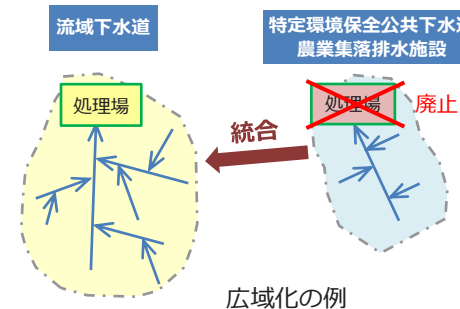 流域下水道
特定環境保全公共下水道
農業集落排水施設
処理場
処理場
廃止
統合
広域化の例